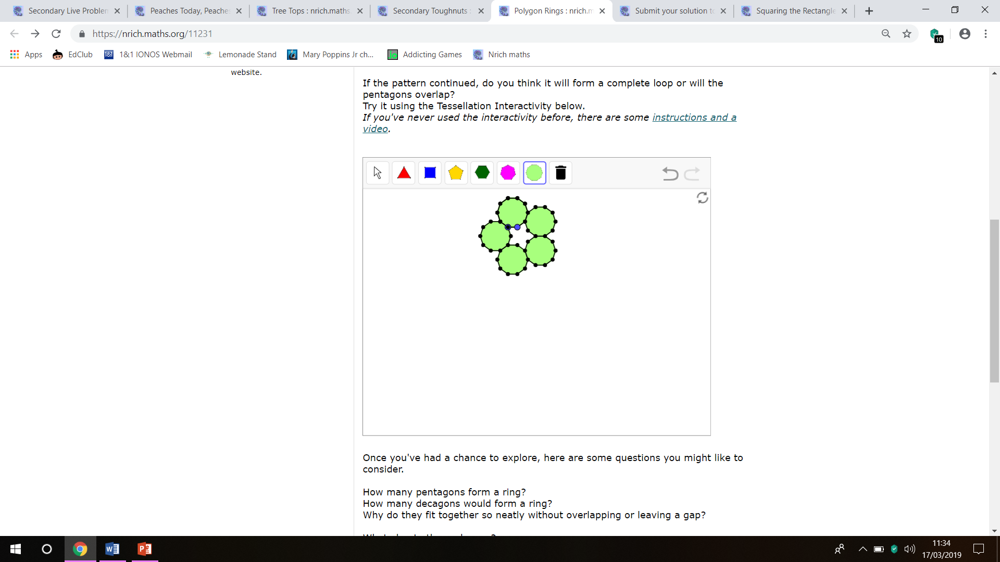 Secondary Live Problem
Peaches Today, Peaches
Tree Tops : nrich.maths.
Secondary Toughnuts :
Polygon Rings : nrich.m
Submit your solution to
Squaring the Rectangle
https://nrich.maths.org/11231
10
Apps
EdClub
1&1
1&1 IONOS Webmail
Lemonade Stand
Mary Poppins Jr ch...
Addicting Games
Nrich maths
website.
If the pattern continued, do you think it will form a complete loop or will the
pentagons overlap?
Try it using the Tessellation Interactivity below.
If you've never used the interactivity before, there are some instructions and a
video.
Once you've had a chance to explore, here are some questions you might like to
consider.
How many pentagons form a ring?
How many decagons would form a ring?
Why do they fit together so neatly without overlapping or leaving a gap?
11:34
17/03/2019